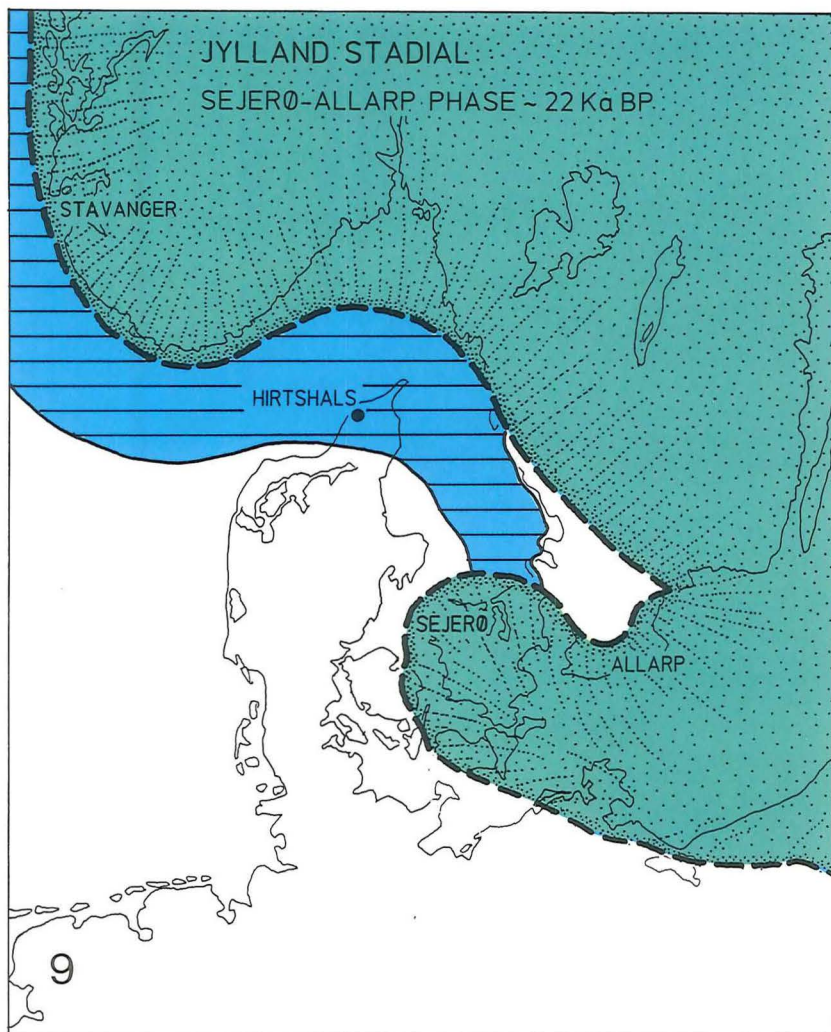 JYLLAND STADIAL
SEJERØ-ALLARP PHASE ~ 22 Ka BP
STAVANGER
HIRTSHALS
SEJERØ
ALLARP
9